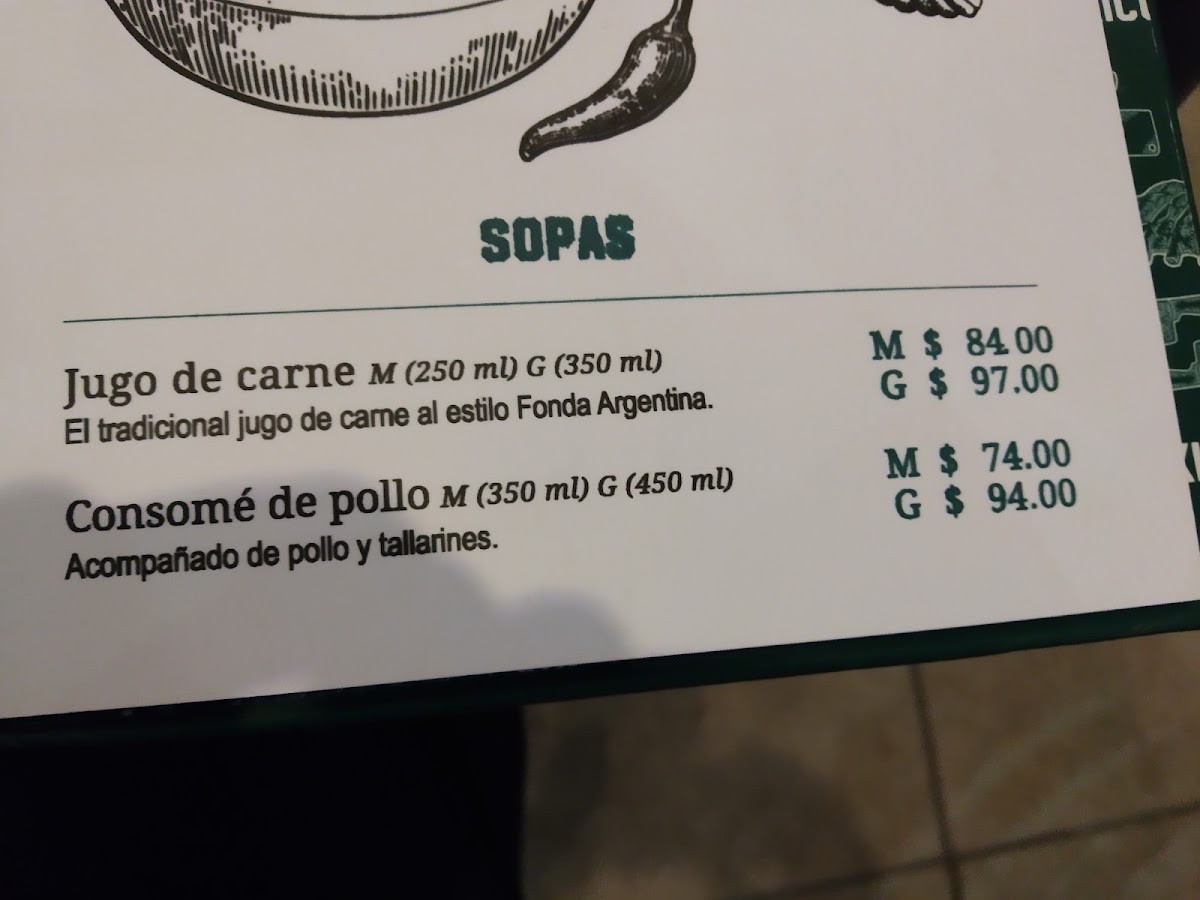 SOPAS
Jugo de carne M (250 ml) G (350 ml)
M $ 84.00
G $ 97.00
El tradicional jugo de carne al estilo Fonda Argentina.
Consomé de pollo M (350 ml) G (450 ml)
M $ 74.00
G $ 94.00
Acompañado de pollo y tallarines.